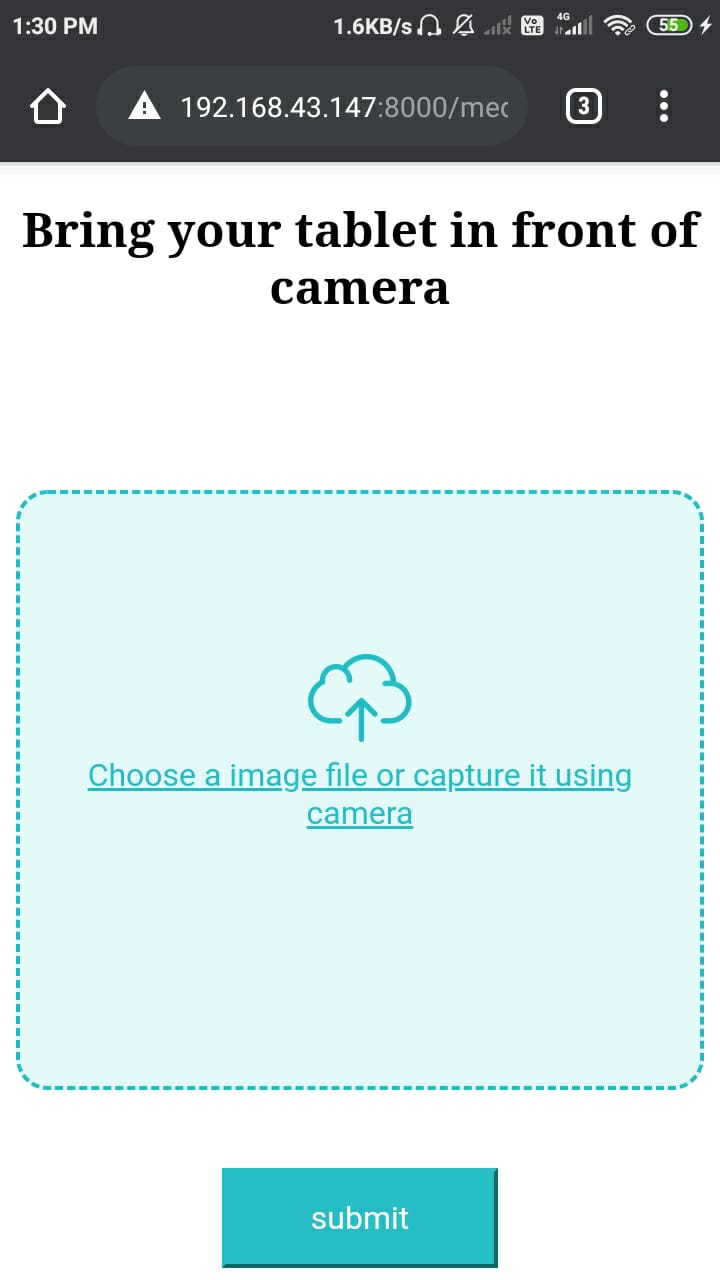 1:30 PM 1.6KB/s Vo LTE 4G 55
192.168.43.147:8000/med 3
Bring your tablet in front of
camera
Choose a image file or capture it using
camera
submit